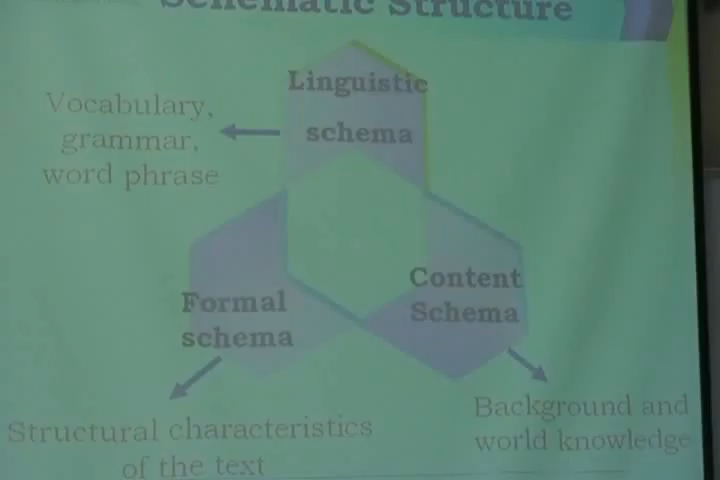 Schematic Structure
Linguistic
schema
Vocabulary,
grammar,
word phrase
Content
Schema
Formal
schema
Background and
world knowledge
Structural characteristics
of the text